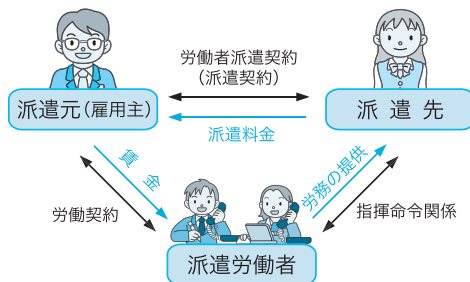 労働者派遣契約
（派遣契約）
派遣元（雇用主）
派遣先
派遣料金
賃金
労務の提供
労働契約
指揮命令関係
派遣労働者